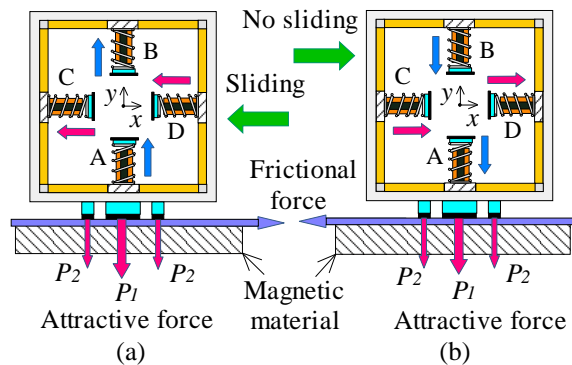 No sliding
B
B
C
y
x
Sliding
C
y
x
D
D
A
A
Frictional
force
P2
P1
P2
Magnetic
material
P2
P1
P2
Attractive force
Attractive force
(a)
(b)